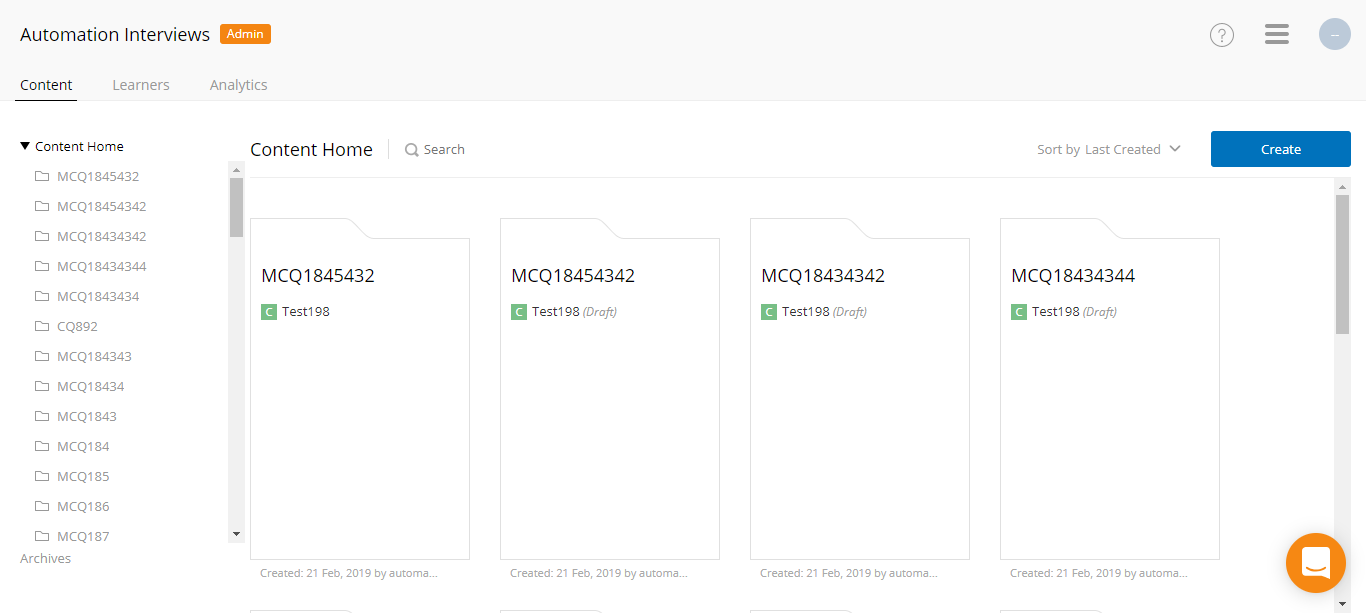 Automation Interviews Admin
?
--
Content Learners Analytics
Content Home
MCQ1845432
MCQ18454342
MCQ18434342
MCQ18434344
MCQ1843434
CQ892
MCQ184343
MCQ18434
MCQ1843
MCQ184
MCQ185
MCQ186
MCQ187
Archives
Content Home Search Sort by Last Created Create
MCQ1845432
C Test198
Created: 21 Feb, 2019 by automa...
MCQ18454342
C Test198 (Draft)
Created: 21 Feb, 2019 by automa...
MCQ18434342
C Test198 (Draft)
Created: 21 Feb, 2019 by automa...
MCQ18434344
C Test198 (Draft)
Created: 21 Feb, 2019 by automa...